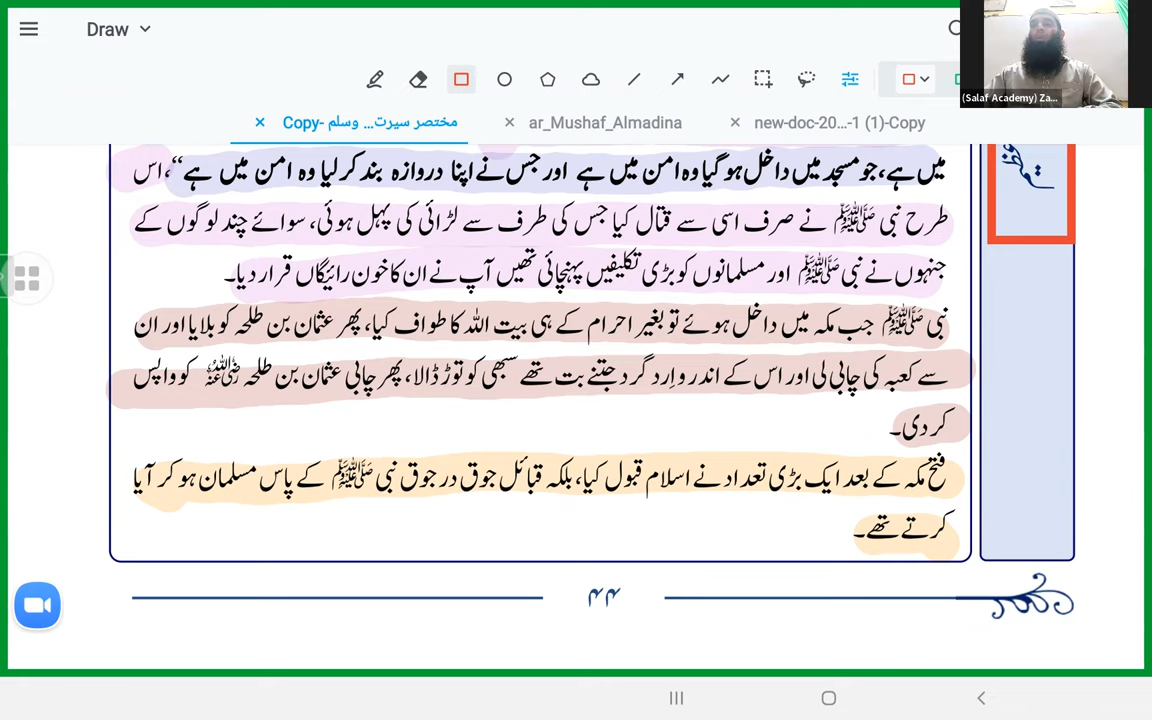 Draw
(Salaf Academy) Za...
مختصر سیرت... وسلم -Copy
ar_Mushaf_Almadina
new-doc-20...-1 (1)-Copy
میں ہے، جو مسجد میں داخل ہو گیا وہ امن میں ہے اور جس نے اپنا دروازہ بند کر لیا وہ امن میں ہے“، اس
طرح نبی ﷺ نے صرف اسی سے قتال کیا جس کی طرف سے لڑائی کی پہل ہوئی، سوائے چند لوگوں کے
جنہوں نے نبی ﷺ اور مسلمانوں کو بڑی تکلیفیں پہنچائی تھیں آپ نے ان کا خون رائیگاں قرار دیا۔
نبی ﷺ جب مکہ میں داخل ہوئے تو بغیر احرام کے ہی بیت اللہ کا طواف کیا، پھر عثمان بن طلحہ کو بلایا اور ان
سے کعبہ کی چابی لی اور اس کے اندر و اِرد گرد جتنے بت تھے سبھی کو توڑ ڈالا، پھر چابی عثمان بن طلحہ رضی اللہ عنہ کو واپس
کر دی۔
فتح مکہ کے بعد ایک بڑی تعداد نے اسلام قبول کیا، بلکہ قبائل جوق در جوق نبی ﷺ کے پاس مسلمان ہو کر آیا
کرتے تھے۔
۴۴